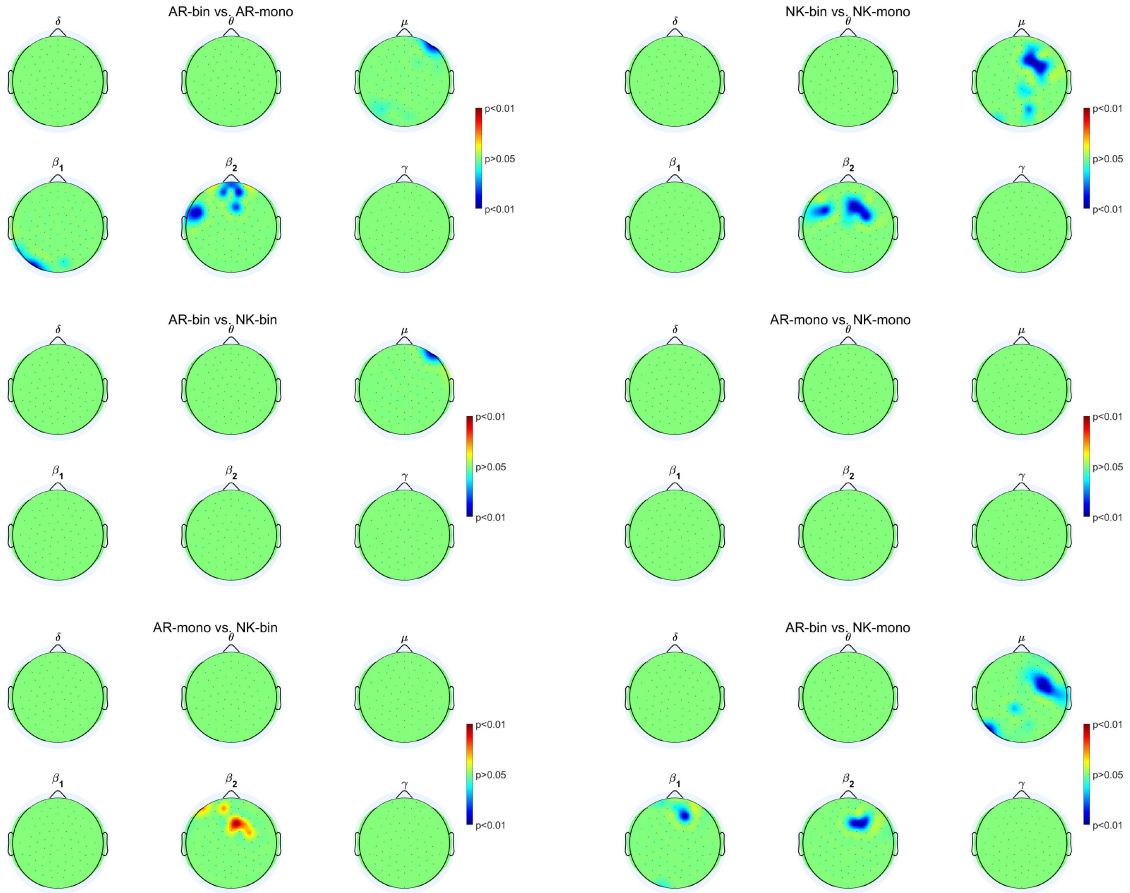 AR-bin vs. AR-mono
δ θ μ
p<0.01
p>0.05
p<0.01
β1 β2 γ
NK-bin vs. NK-mono
δ θ μ
p<0.01
p>0.05
p<0.01
β1 β2 γ
AR-bin vs. NK-bin
δ θ μ
p<0.01
p>0.05
p<0.01
β1 β2 γ
AR-mono vs. NK-mono
δ θ μ
p<0.01
p>0.05
p<0.01
β1 β2 γ
AR-mono vs. NK-bin
δ θ μ
p<0.01
p>0.05
p<0.01
β1 β2 γ
AR-bin vs. NK-mono
δ θ μ
p<0.01
p>0.05
p<0.01
β1 β2 γ